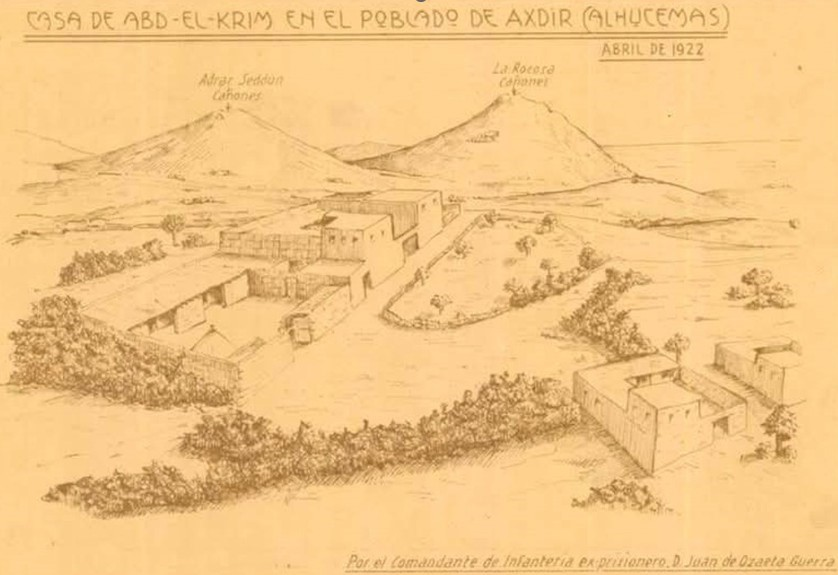 CASA DE ABD-EL-KRIM EN EL POBLADO DE AXDIR (ALHUCEMAS)
ABRIL DE 1922
Adrar Seddun
Cañones
La Rocosa
Cañones
Por el Comandante de Infanteria ex-prisionero, D. Juan de Ozaeta Guerra